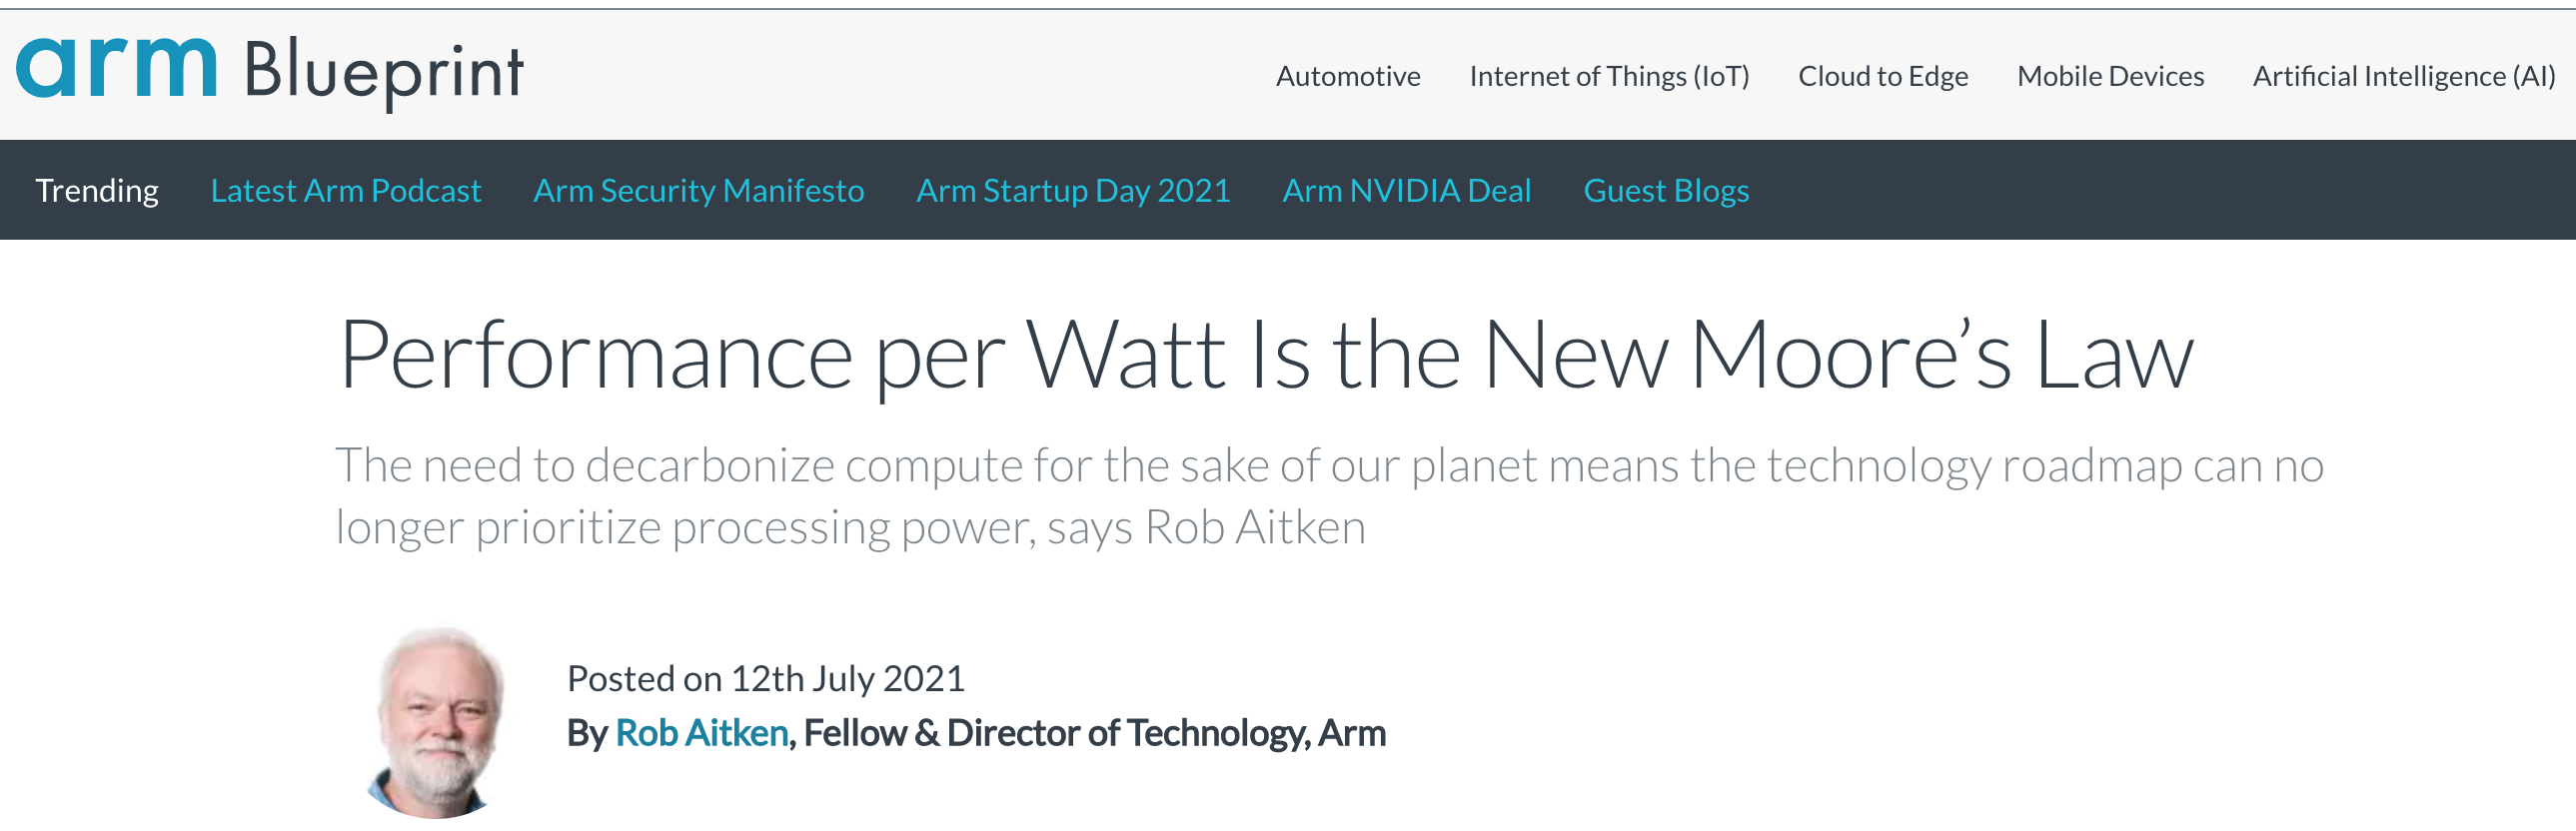 arm Blueprint
Automotive Internet of Things (IoT) Cloud to Edge Mobile Devices Artificial Intelligence (AI)
Trending Latest Arm Podcast Arm Security Manifesto Arm Startup Day 2021 Arm NVIDIA Deal Guest Blogs
Performance per Watt Is the New Moore’s Law
The need to decarbonize compute for the sake of our planet means the technology roadmap can no
longer prioritize processing power, says Rob Aitken
Posted on 12th July 2021
By Rob Aitken, Fellow & Director of Technology, Arm